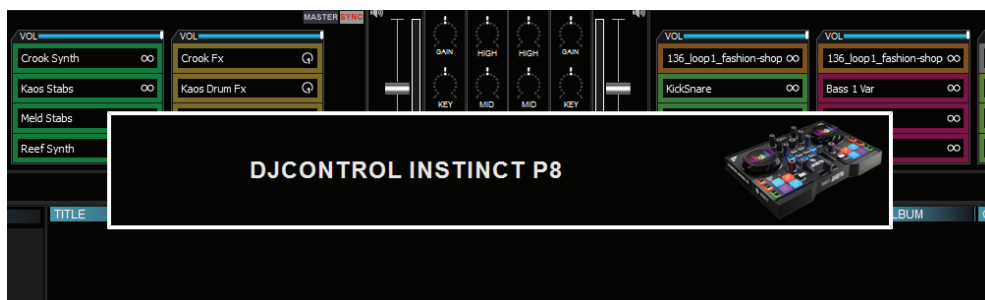 MASTER SYNC
VOL
VOL
VOL
VOL
Crook Synth
Crook Fx
GAIN HIGH HIGH GAIN
136_loop1_fashion-shop
136_loop1_fashion-shop
Kaos Stabs
Kaos Drum Fx
KEY MID MID KEY
KickSnare
Bass 1 Var
Meld Stabs
Reef Synth
DJCONTROL INSTINCT P8
TITLE
LBUM